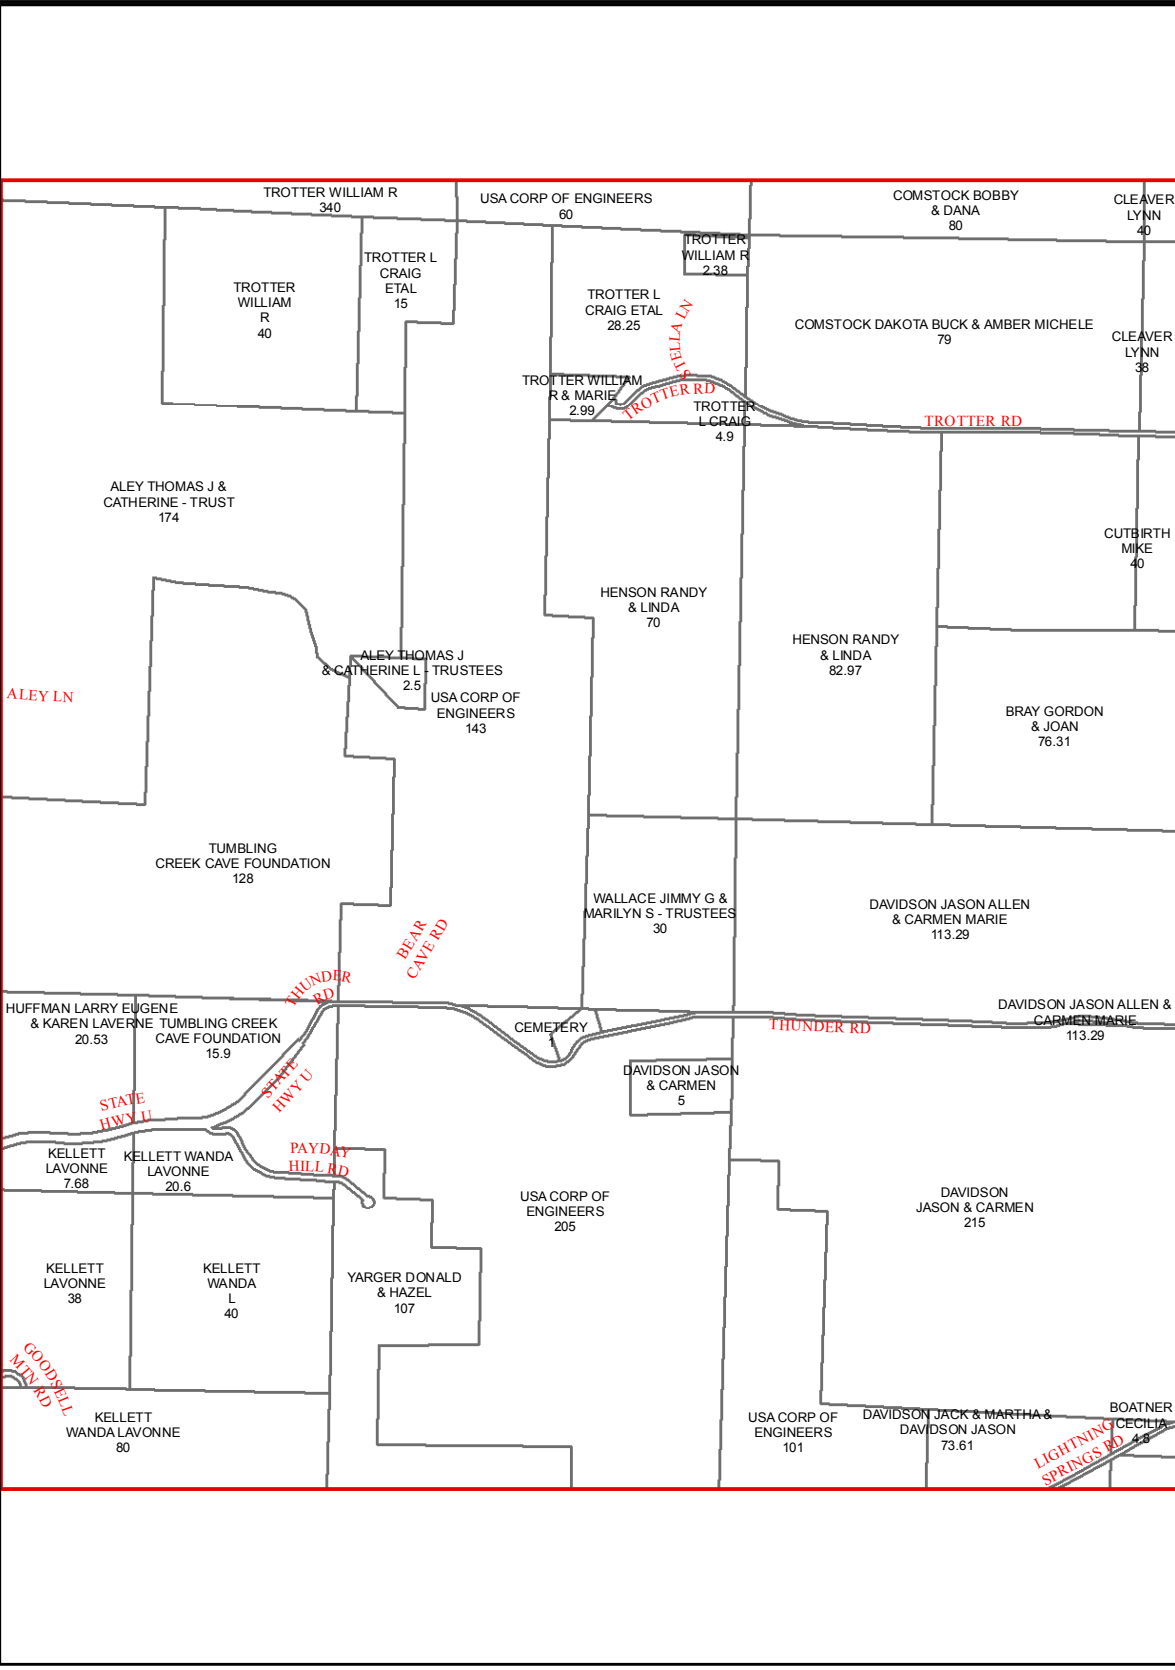 TROTTER WILLIAM R
340
USA CORP OF ENGINEERS
60
COMSTOCK BOBBY
& DANA
80
CLEAVER
LYNN
40
TROTTER
WILLIAM
R
40
TROTTER L
CRAIG
ETAL
15
TROTTER
WILLIAM R
2.38
TROTTER L
CRAIG ETAL
28.25
STELLA LN
COMSTOCK DAKOTA BUCK & AMBER MICHELE
79
CLEAVER
LYNN
38
TROTTER WILLIAM
R & MARIE
2.99
TROTTER RD
TROTTER
L CRAIG
4.9
TROTTER RD
ALEY THOMAS J &
CATHERINE - TRUST
174
CUTBIRTH
MIKE
40
HENSON RANDY
& LINDA
70
HENSON RANDY
& LINDA
82.97
ALEY THOMAS J
& CATHERINE L - TRUSTEES
2.5
ALEY LN
USA CORP OF
ENGINEERS
143
BRAY GORDON
& JOAN
76.31
TUMBLING
CREEK CAVE FOUNDATION
128
WALLACE JIMMY G &
MARILYN S - TRUSTEES
30
DAVIDSON JASON ALLEN
& CARMEN MARIE
113.29
BEAR
CAVE RD
THUNDER
RD
HUFFMAN LARRY EUGENE
& KAREN LAVERNE
20.53
TUMBLING CREEK
CAVE FOUNDATION
15.9
CEMETERY
1
THUNDER RD
DAVIDSON JASON ALLEN &
CARMEN MARIE
113.29
STATE
HWY U
DAVIDSON JASON
& CARMEN
5
STATE
HWY U
KELLETT
LAVONNE
7.68
KELLETT WANDA
LAVONNE
20.6
PAYDAY
HILL RD
USA CORP OF
ENGINEERS
205
DAVIDSON
JASON & CARMEN
215
KELLETT
LAVONNE
38
KELLETT
WANDA
L
40
YARGER DONALD
& HAZEL
107
GOODSELL
MTN RD
KELLETT
WANDA LAVONNE
80
USA CORP OF
ENGINEERS
101
DAVIDSON JACK & MARTHA &
DAVIDSON JASON
73.61
LIGHTNING
SPRINGS RD
BOATNER
CECILIA
4.8